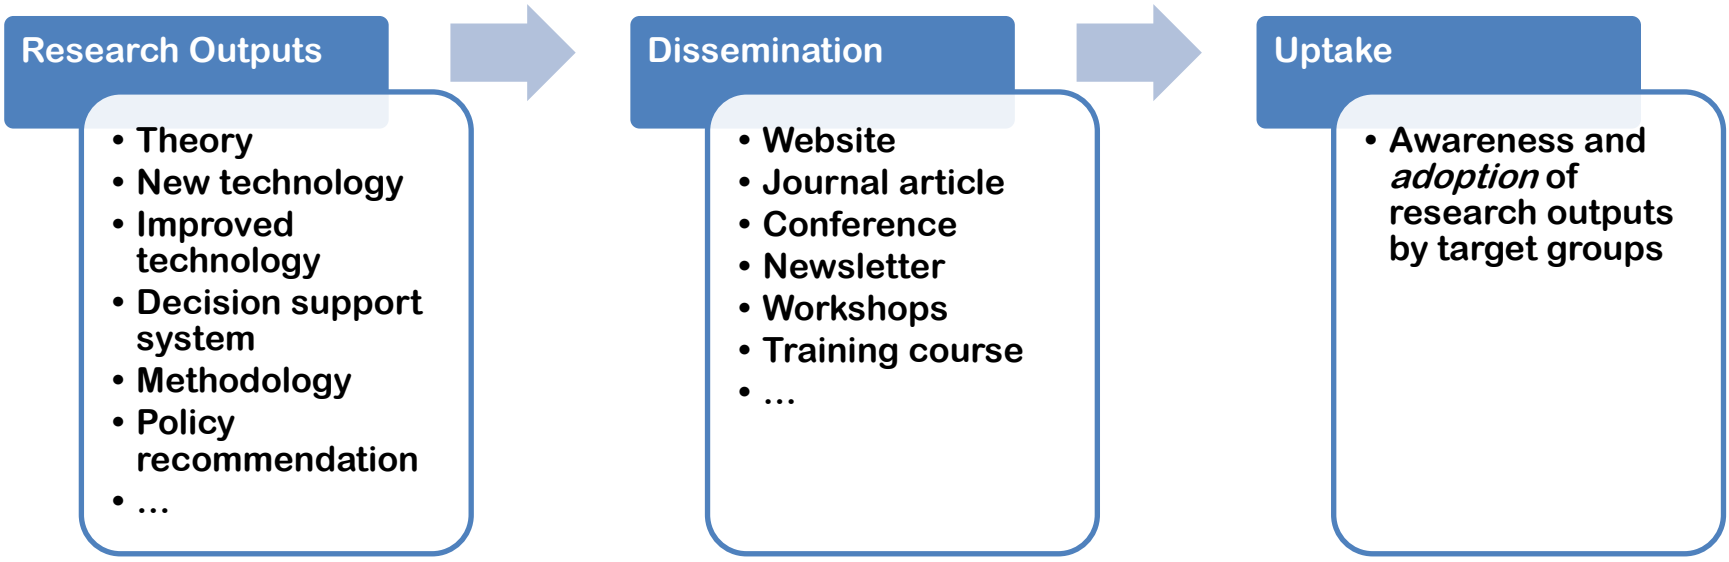 Research Outputs
• Theory
• New technology
• Improved
technology
• Decision support
system
• Methodology
• Policy
recommendation
• ...
Dissemination
• Website
• Journal article
• Conference
• Newsletter
• Workshops
• Training course
• ...
Uptake
• Awareness and
adoption of
research outputs
by target groups